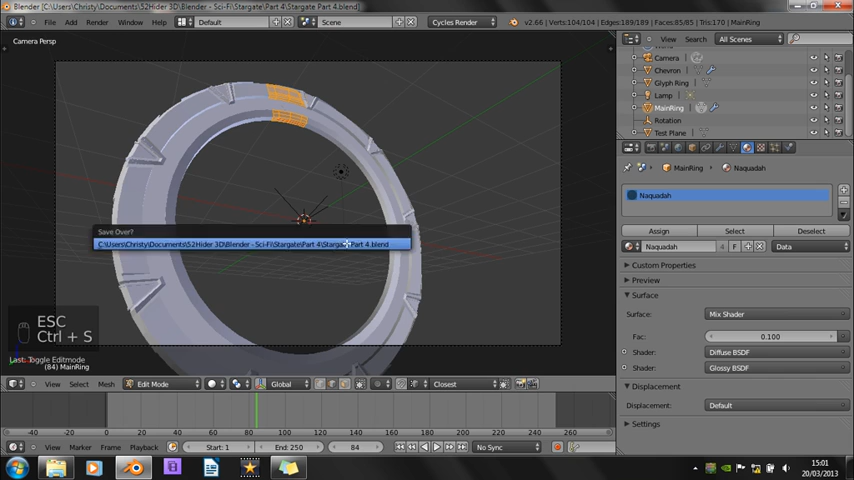 Blender [C:\Users\Christy\Documents\52Hider 3D\Blender - Sci-Fi\Stargate\Part 4\Stargate Part 4.blend]
File Add Render Window Help Default Scene Cycles Render v2.66 | Verts:104/104 | Edges:189/189 | Faces:85/85 | Tris:170 | MainRing
Camera Persp
View Search All Scenes
Camera
Chevron
Glyph Ring
Lamp
MainRing
Rotation
Test Plane
MainRing Naquadah
Naquadah
Assign Select Deselect
Naquadah 4 F Data
Custom Properties
Preview
Surface
Surface: Mix Shader
Fac: 0.100
Shader: Diffuse BSDF
Shader: Glossy BSDF
Displacement
Displacement: Default
Settings
Save Over?
C:\Users\Christy\Documents\52Hider 3D\Blender - Sci-Fi\Stargate\Part 4\Stargate Part 4.blend
ESC
Ctrl + S
Last: Toggle Editmode
(84) MainRing
View Select Mesh Edit Mode Global Closest
-40 -20 0 20 40 60 80 100 120 140 160 180 200 220 240 260
View Marker Frame Playback Start: 1 End: 250 84 No Sync
15:01
20/03/2013